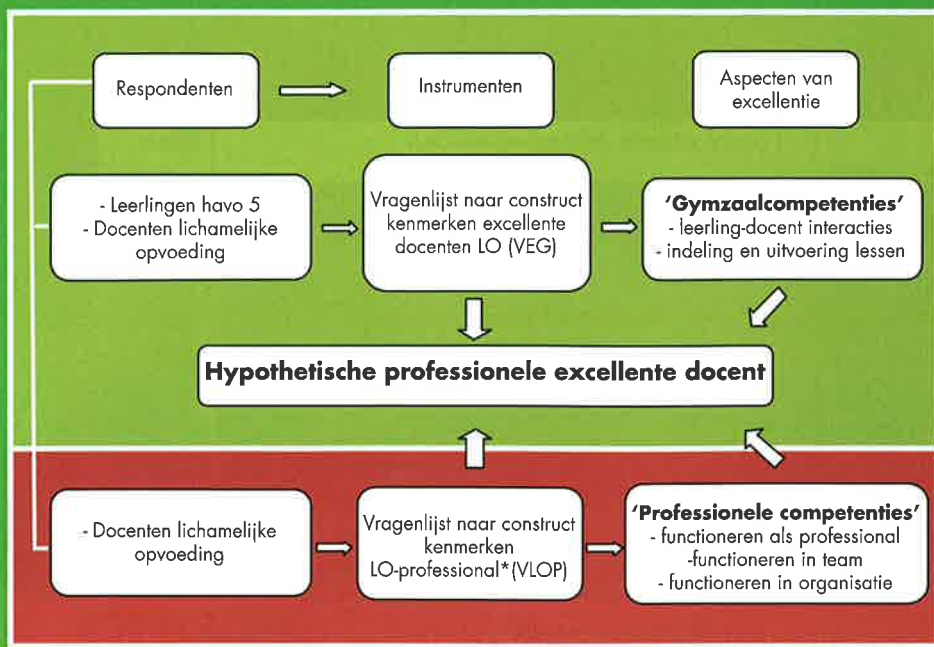 Respondenten
Instrumenten
Aspecten van
excellentie
- Leerlingen havo 5
- Docenten lichamelijke
opvoeding
Vragenlijst naar construct
kenmerken excellente
docenten LO (VEG)
'Gymzaalcompetenties'
- leerling-docent interacties
- indeling en uitvoering lessen
Hypothetische professionele excellente docent
- Docenten lichamelijke
opvoeding
Vragenlijst naar construct
kenmerken
LO-professional*(VLOP)
'Professionele competenties'
- functioneren als professional
-functioneren in team
- functioneren in organisatie